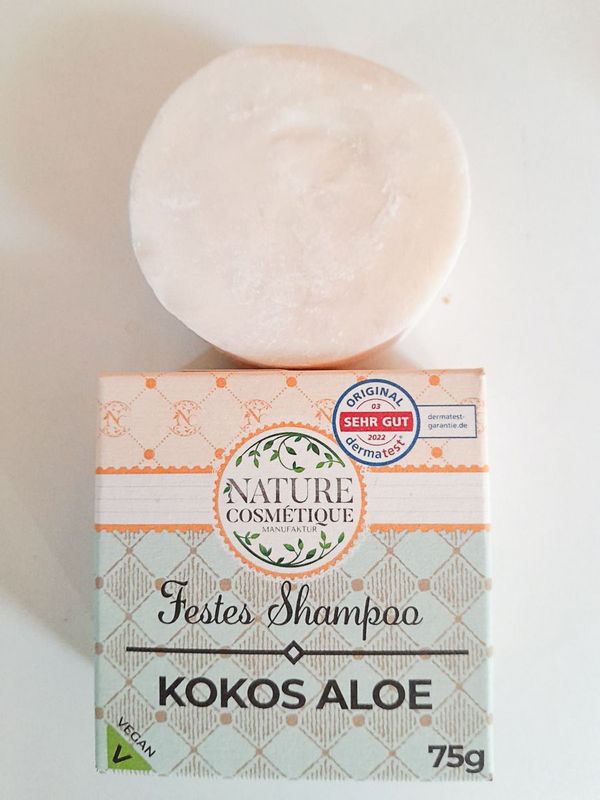 ORIGINAL
03
SEHR GUT
2022
dermatest®
dermatest-
garantie.de
NATURE
COSMÉTIQUE
MANUFAKTUR
Festes Shampoo
KOKOS ALOE
VEGAN
V
75g